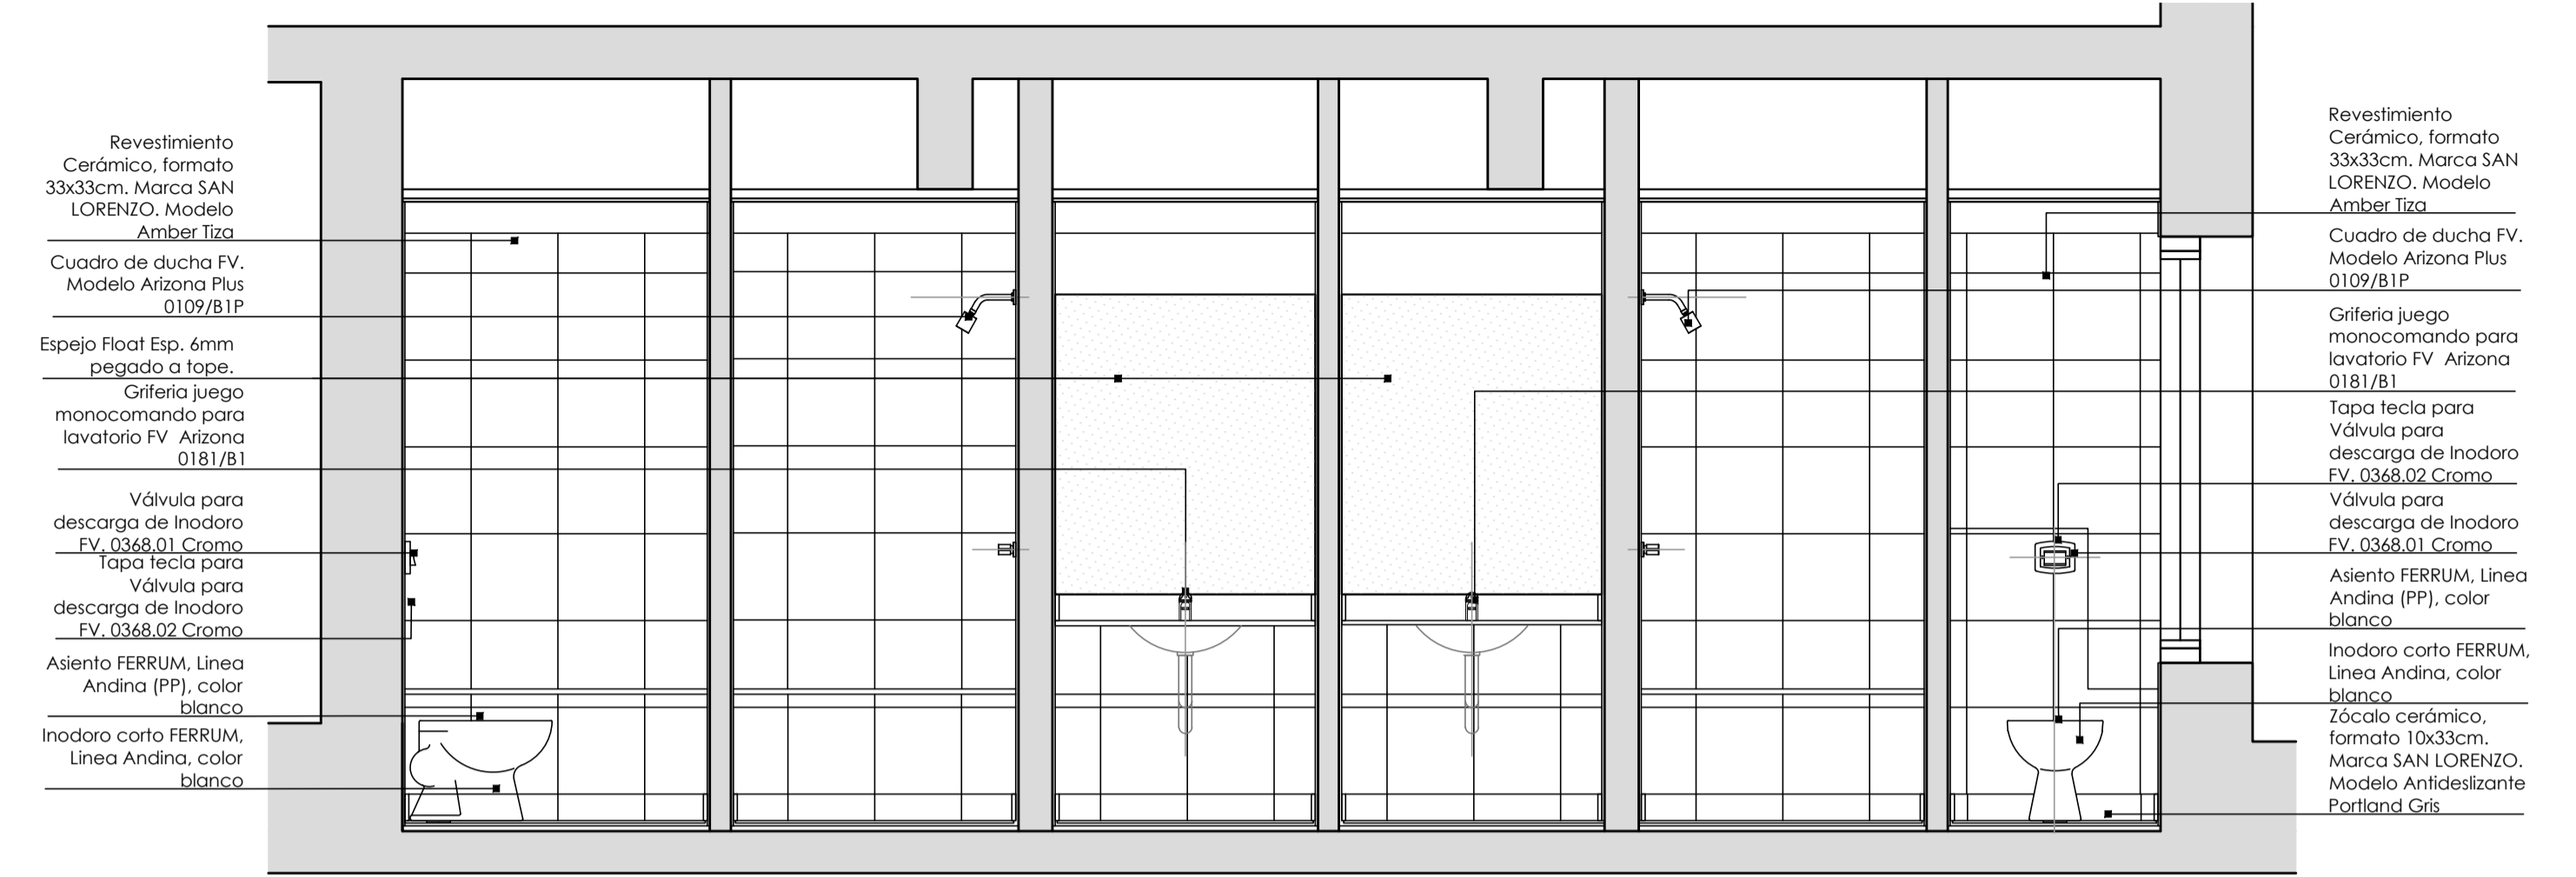 Revestimiento
Cerámico, formato
33x33cm. Marca SAN
LORENZO. Modelo
Amber Tiza
Cuadro de ducha FV.
Modelo Arizona Plus
0109/B1P
Espejo Float Esp. 6mm
pegado a tope.
Griferia juego
monocomando para
lavatorio FV  Arizona
0181/B1
Válvula para
descarga de Inodoro
FV. 0368.01 Cromo
Tapa tecla para
Válvula para
descarga de Inodoro
FV. 0368.02 Cromo
Asiento FERRUM, Linea
Andina (PP), color
blanco
Inodoro corto FERRUM,
Linea Andina, color
blanco
Revestimiento
Cerámico, formato
33x33cm. Marca SAN
LORENZO. Modelo
Amber Tiza
Cuadro de ducha FV.
Modelo Arizona Plus
0109/B1P
Griferia juego
monocomando para
lavatorio FV  Arizona
0181/B1
Tapa tecla para
Válvula para
descarga de Inodoro
FV. 0368.02 Cromo
Válvula para
descarga de Inodoro
FV. 0368.01 Cromo
Asiento FERRUM, Linea
Andina (PP), color
blanco
Inodoro corto FERRUM,
Linea Andina, color
blanco
Zócalo cerámico,
formato 10x33cm.
Marca SAN LORENZO.
Modelo Antideslizante
Portland Gris